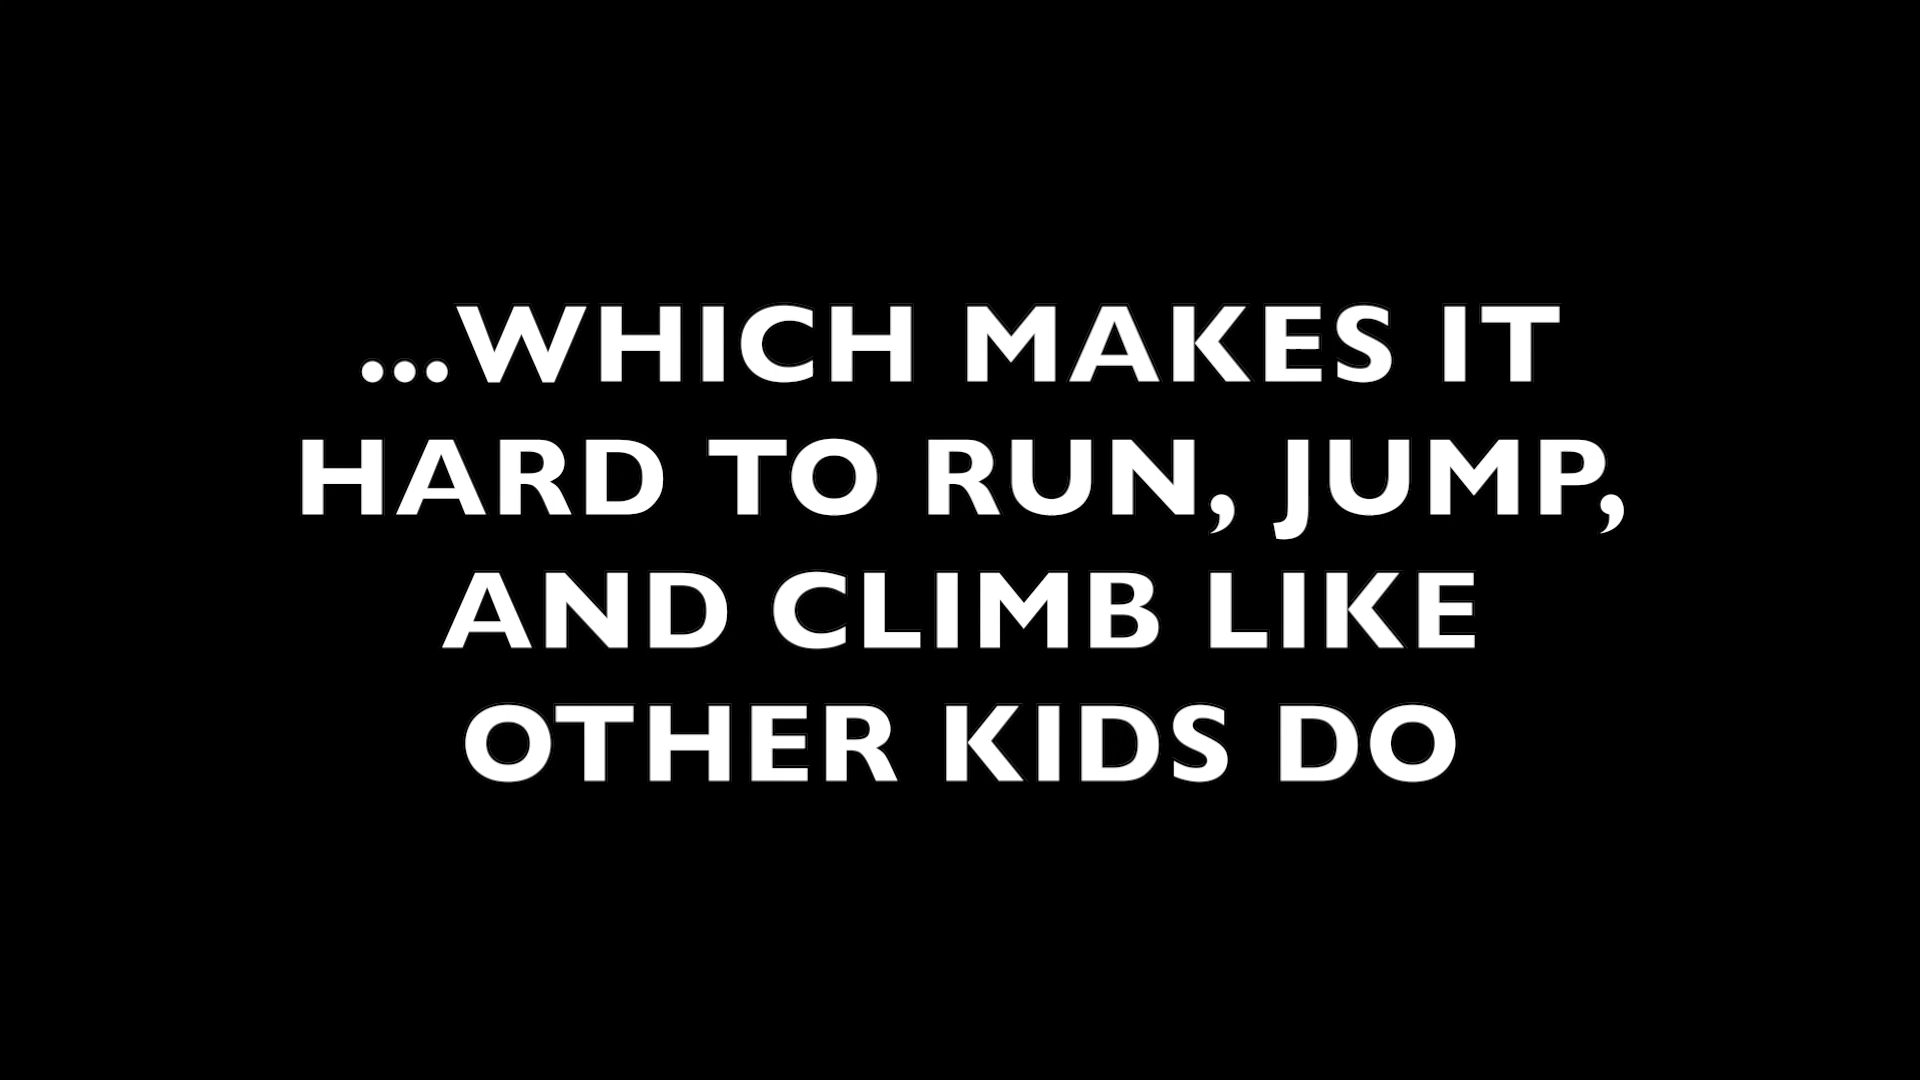 ...WHICH MAKES IT
HARD TO RUN, JUMP,
AND CLIMB LIKE
OTHER KIDS DO